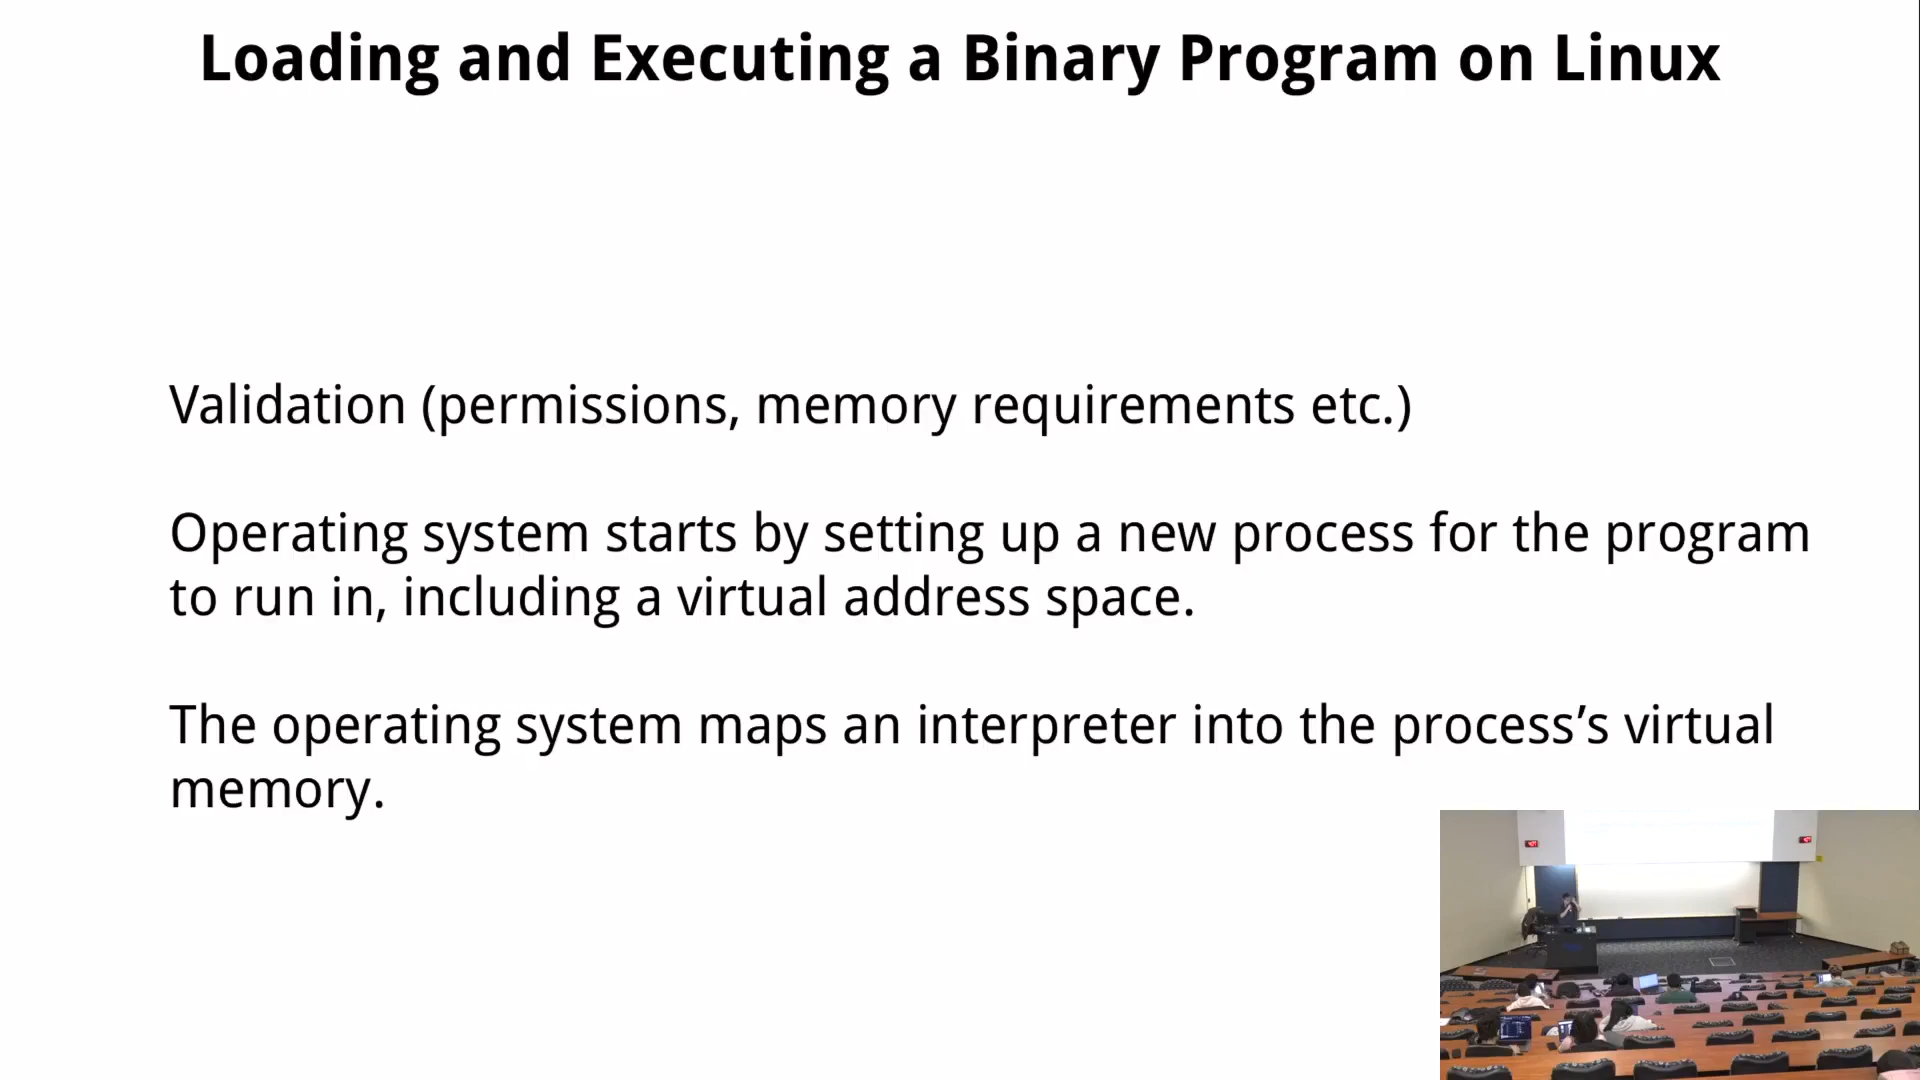 Loading and Executing a Binary Program on Linux
Validation (permissions, memory requirements etc.)
Operating system starts by setting up a new process for the program
to run in, including a virtual address space.
The operating system maps an interpreter into the process’s virtual
memory.